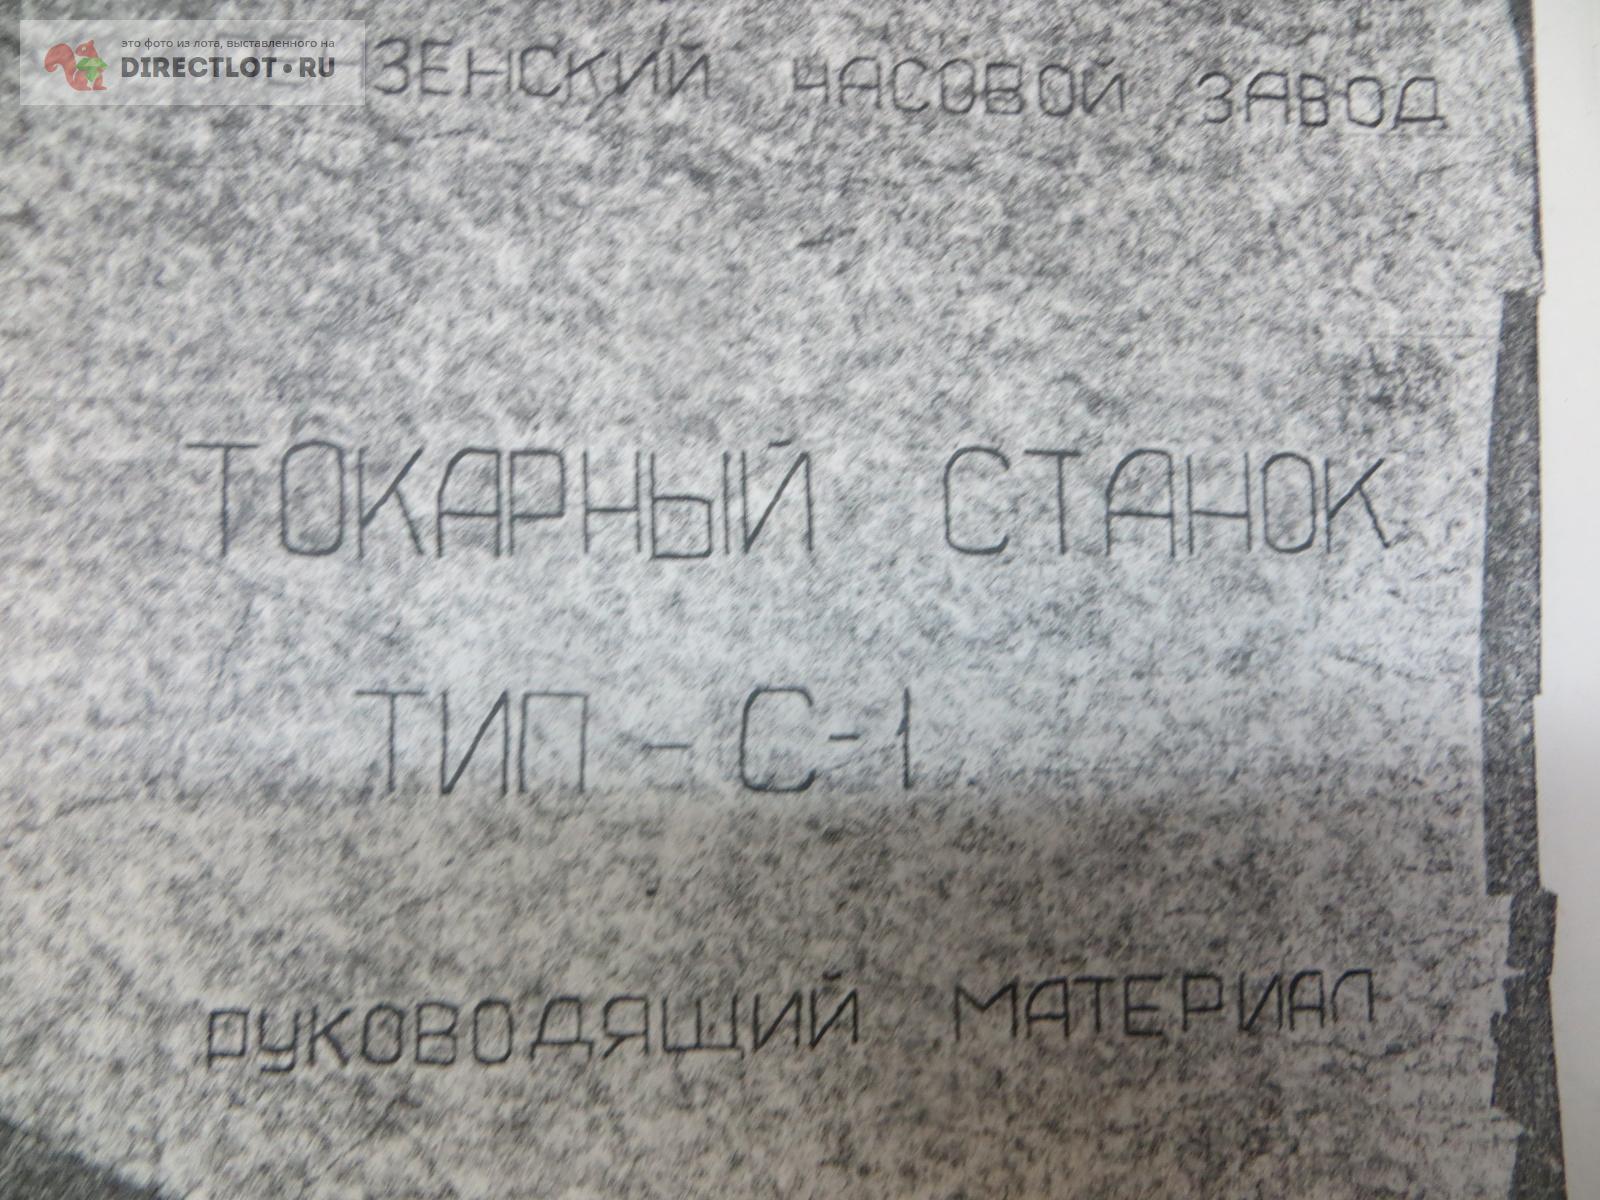 это фото из лота, выставленного на
DIRECTLOT.RU
ЗЕНСКИЙ ЧАСОВОЙ ЗАВОД
ТОКАРНЫЙ СТАНОК
ТИП - С-1
РУКОВОДЯЩИЙ МАТЕРИАЛ